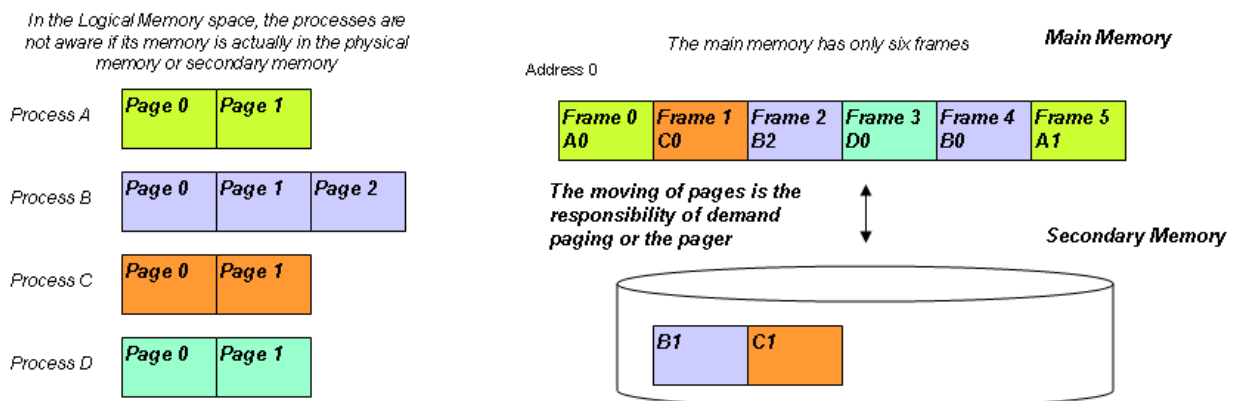 In the Logical Memory space, the processes are
not aware if its memory is actually in the physical
memory or secondary memory
Process A
Page 0
Page 1
Process B
Page 0
Page 1
Page 2
Process C
Page 0
Page 1
Process D
Page 0
Page 1
The main memory has only six frames
Main Memory
Address 0
Frame 0
A0
Frame 1
C0
Frame 2
B2
Frame 3
D0
Frame 4
B0
Frame 5
A1
The moving of pages is the
responsibility of demand
paging or the pager
Secondary Memory
B1
C1